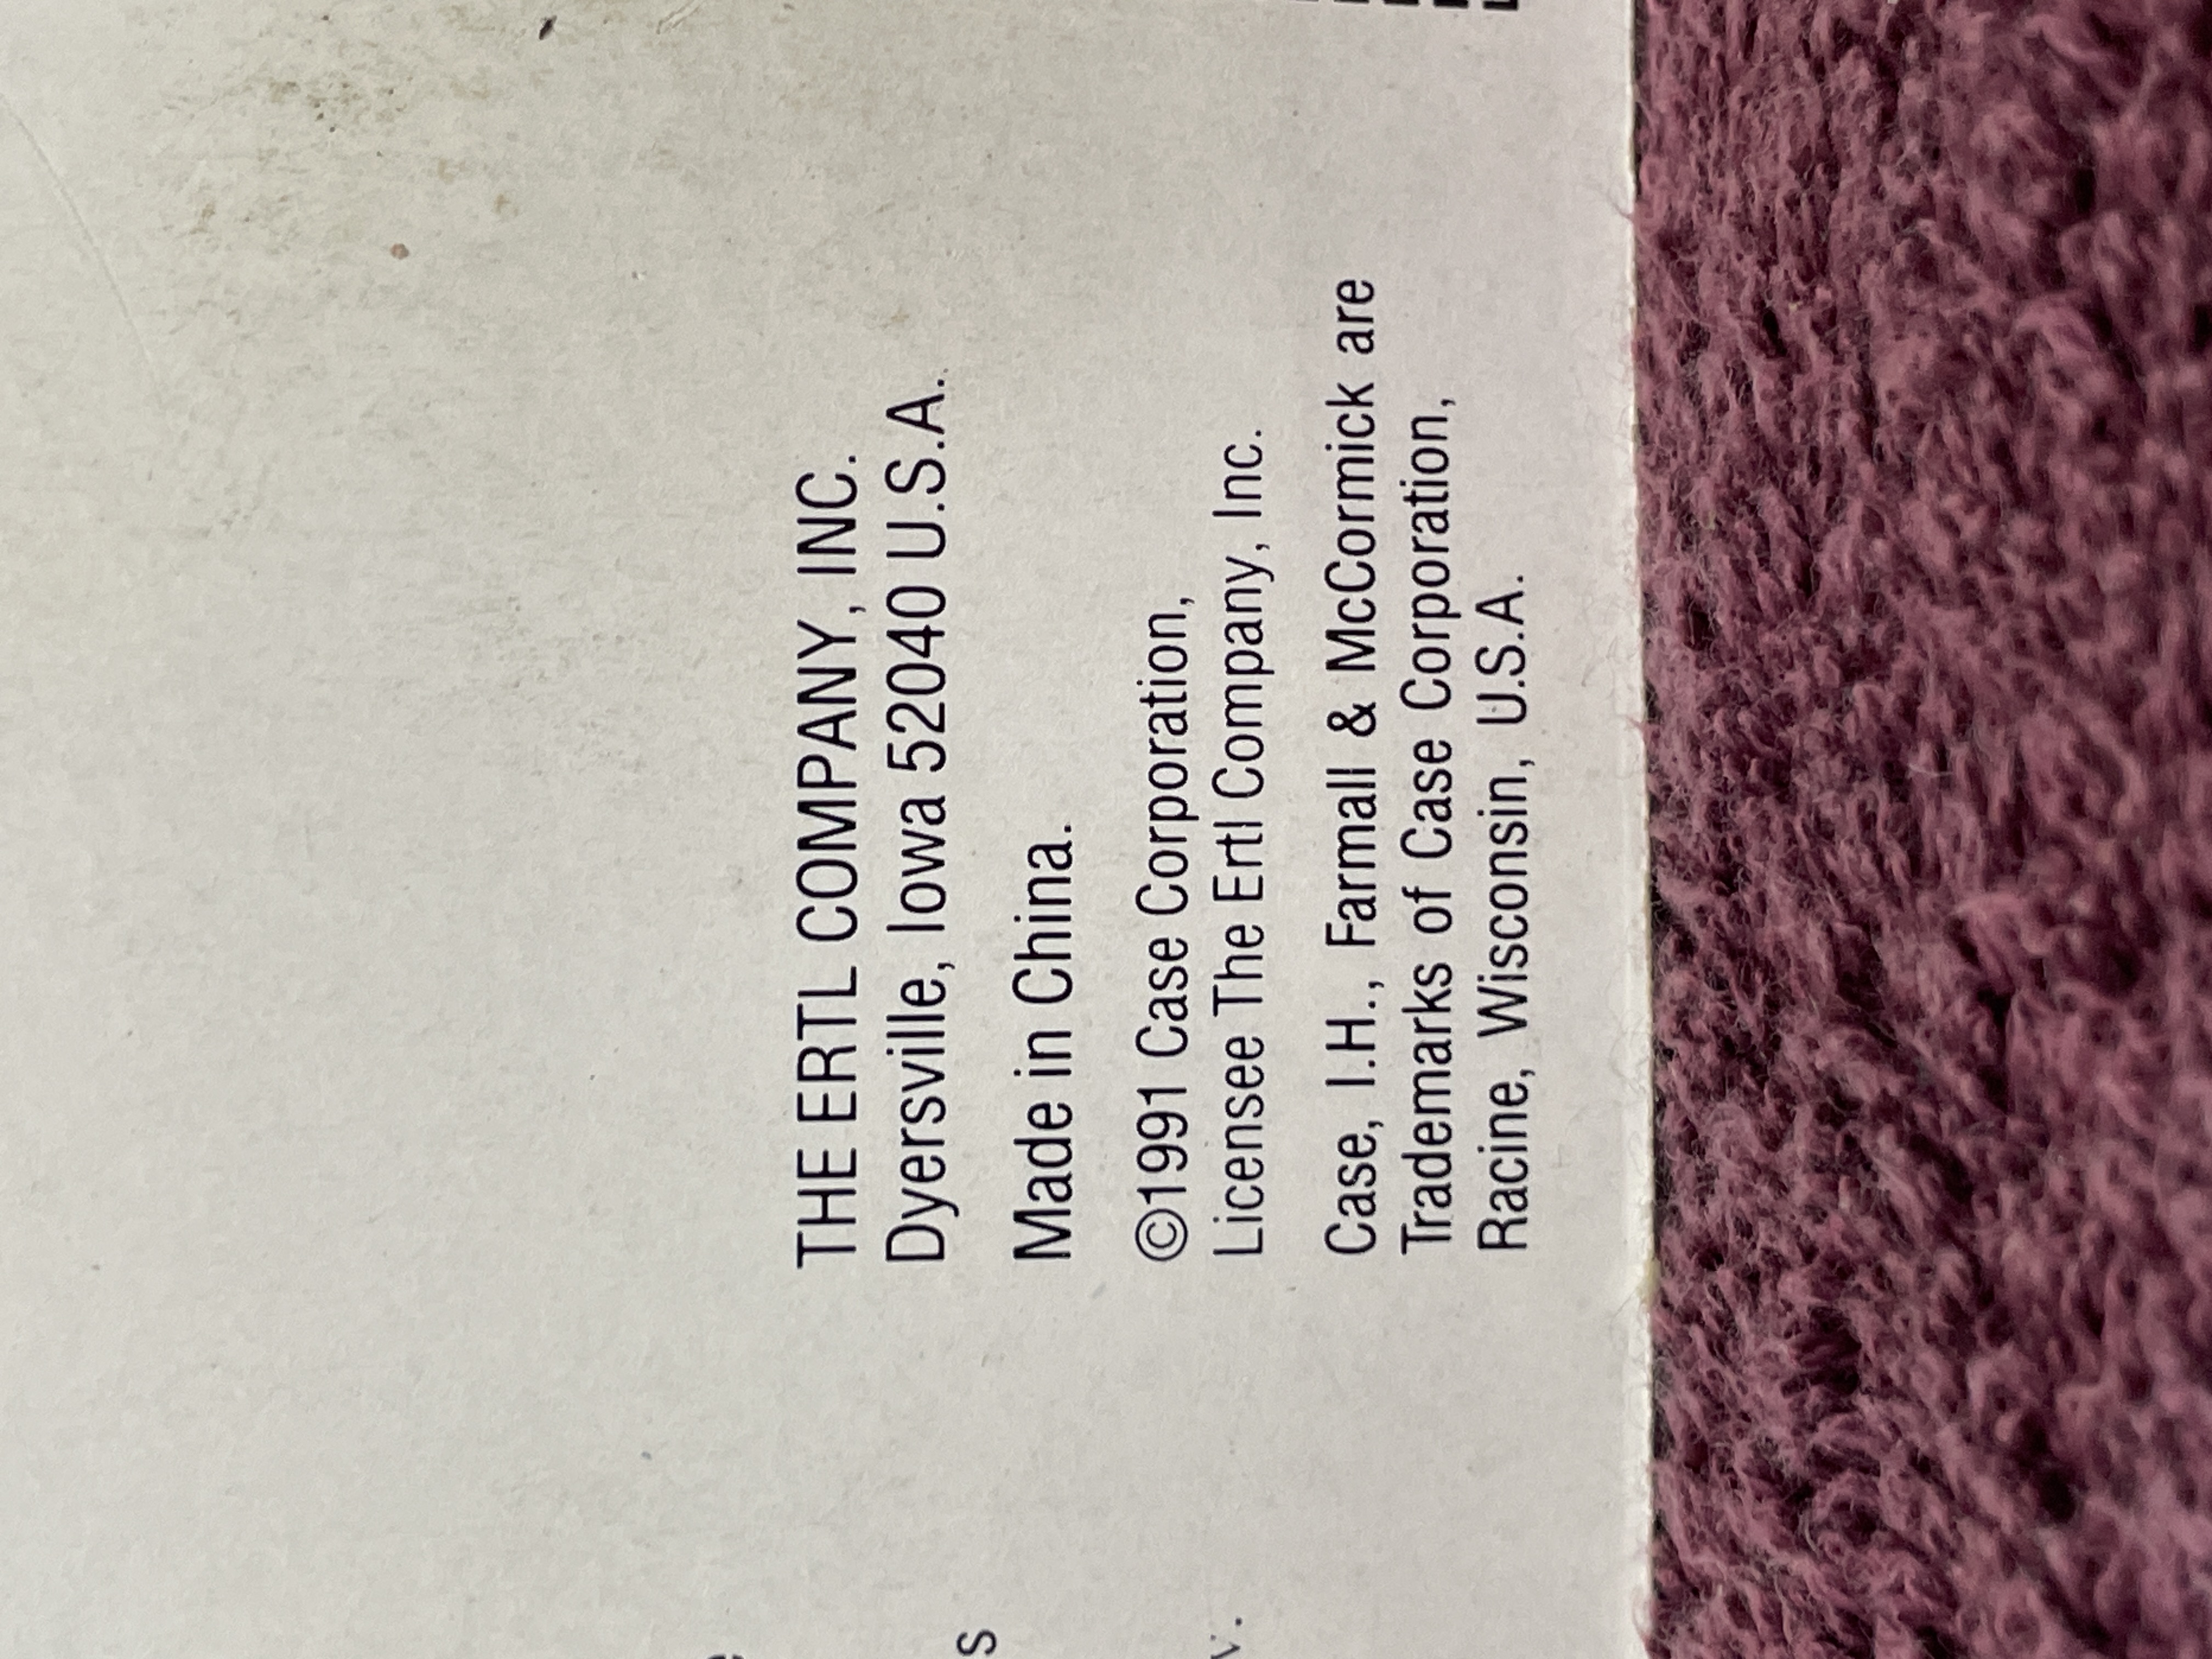 THE ERTL COMPANY, INC.
Dyersville, Iowa 52040 U.S.A.
Made in China.
©1991 Case Corporation,
Licensee The Ertl Company, Inc.
Case, I.H., Farmall & McCormick are
Trademarks of Case Corporation,
Racine, Wisconsin, U.S.A.